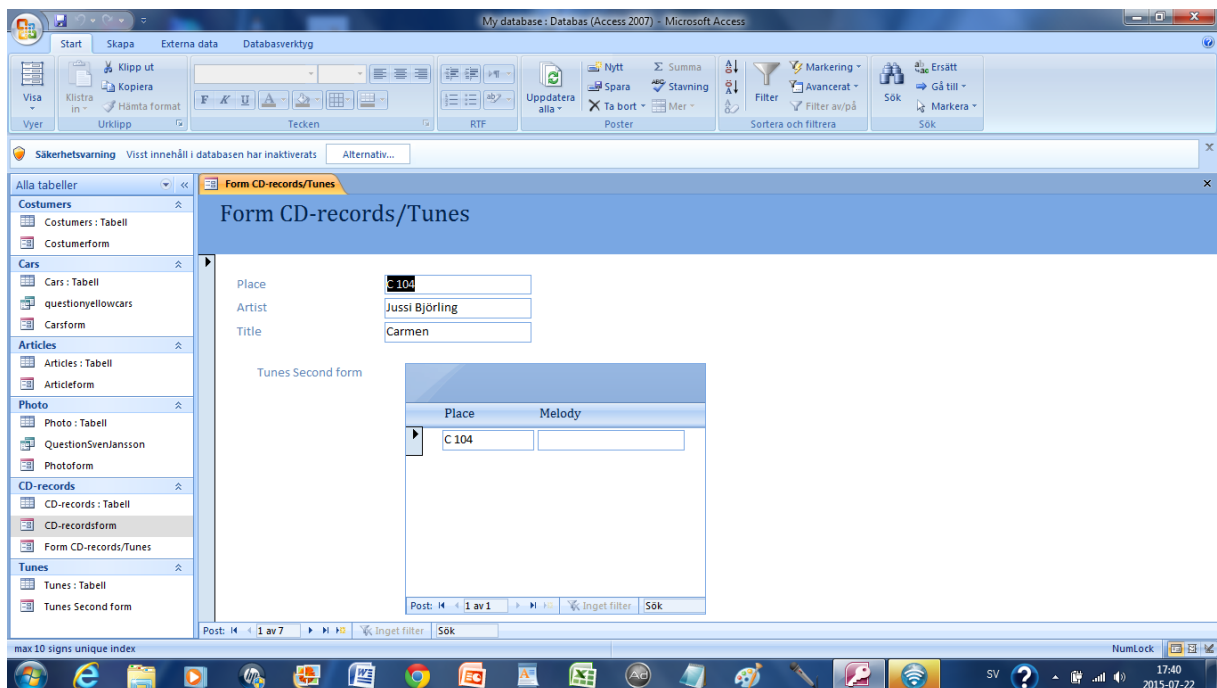 My database : Databas (Access 2007) - Microsoft Access
Start Skapa Externa data Databasverktyg
Visa
Vyer
Klistra in
Klipp ut
Kopiera
Hämta format
Urklipp
F K U
Tecken
RTF
Uppdatera alla
Nytt
Spara
Ta bort
Σ Summa
Stavning
Mer
Poster
Filter
Markering
Avancerat
Filter av/på
Sortera och filtrera
Sök
Ersätt
Gå till
Markera
Sök
Säkerhetsvarning Visst innehåll i databasen har inaktiverats Alternativ...
Alla tabeller
Costumers
Costumers : Tabell
Costumerform
Cars
Cars : Tabell
questionyellowcars
Carsform
Articles
Articles : Tabell
Articleform
Photo
Photo : Tabell
QuestionSvenJansson
Photoform
CD-records
CD-records : Tabell
CD-recordsform
Form CD-records/Tunes
Tunes
Tunes : Tabell
Tunes Second form
Form CD-records/Tunes
Form CD-records/Tunes
Place C 104
Artist Jussi Björling
Title Carmen
Tunes Second form
Place Melody
C 104
Post: 1 av 1 Inget filter Sök
Post: 1 av 7 Inget filter Sök
max 10 signs unique index
NumLock
SV
17:40
2015-07-22